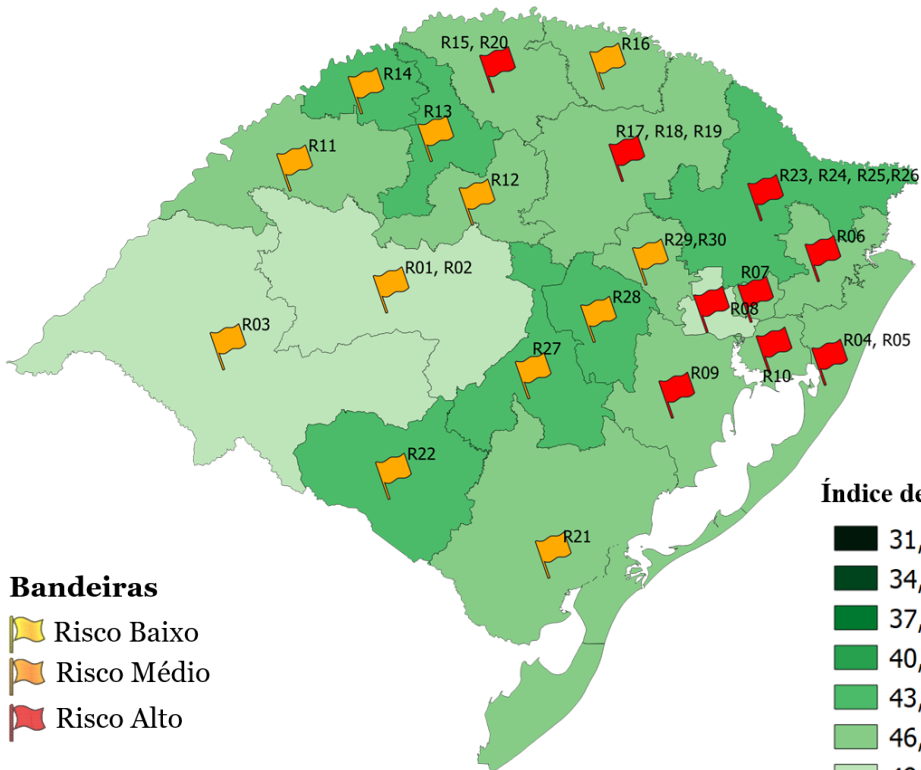 R15, R20
R16
R14
R13
R17, R18, R19
R11
R12
R23, R24, R25,R26
R29,R30
R06
R01, R02
R07
R28
R08
R03
R04, R05
R27
R10
R09
R22
R21
Índice de
31,
34,
37,
40,
43,
46,
Bandeiras
Risco Baixo
Risco Médio
Risco Alto